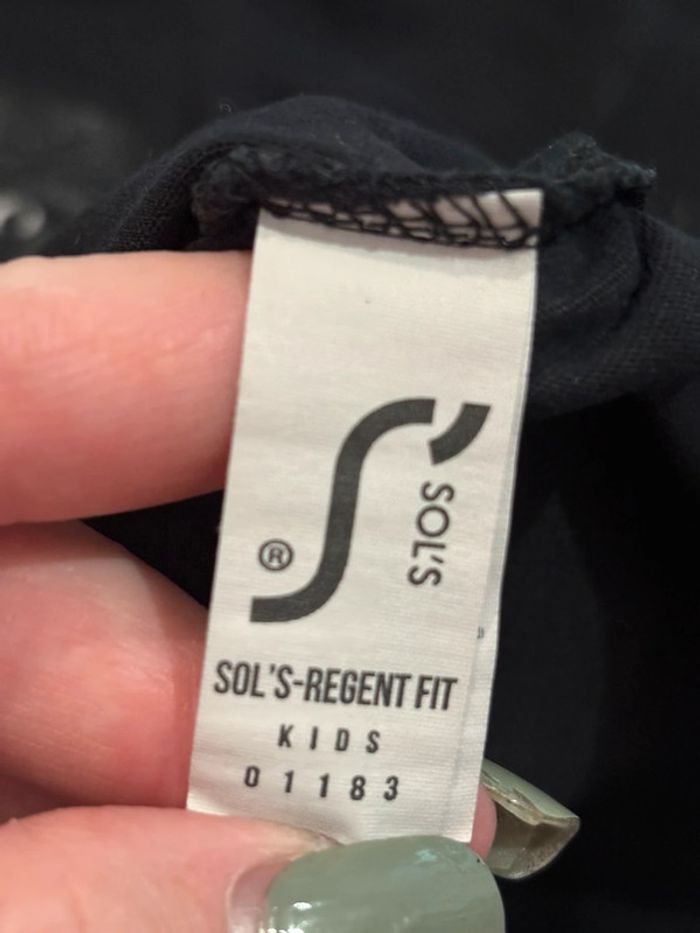 SOL'S
®
SOL'S-REGENT FIT
KIDS
01183